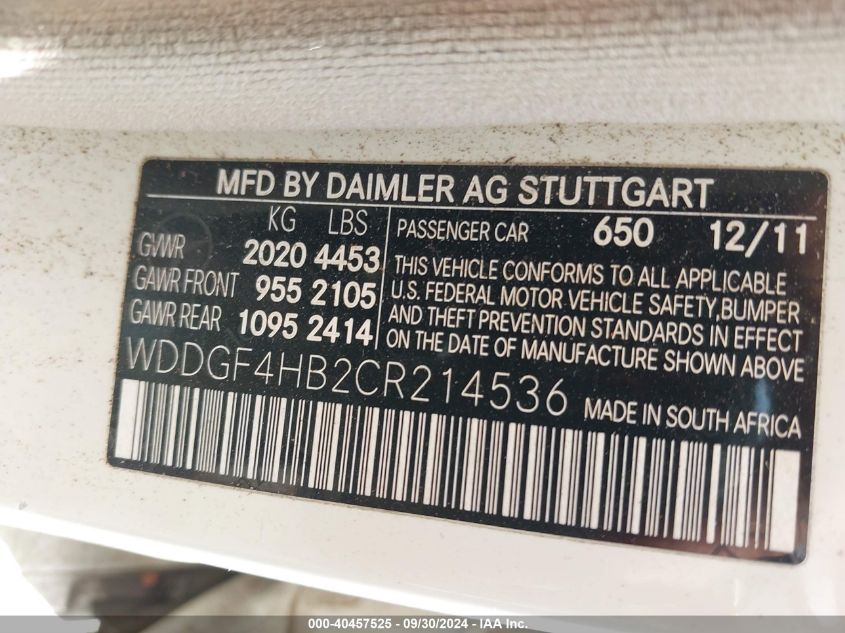 MFD BY DAIMLER AG STUTTGART
KG LBS
GVWR 2020 4453
GAWR FRONT 955 2105
GAWR REAR 1095 2414
PASSENGER CAR 650 12/11
THIS VEHICLE CONFORMS TO ALL APPLICABLE
U.S. FEDERAL MOTOR VEHICLE SAFETY, BUMPER
AND THEFT PREVENTION STANDARDS IN EFFECT
ON THE DATE OF MANUFACTURE SHOWN ABOVE
WDDGF4HB2CR214536 MADE IN SOUTH AFRICA
000-40457525 - 09/30/2024 - IAA Inc.